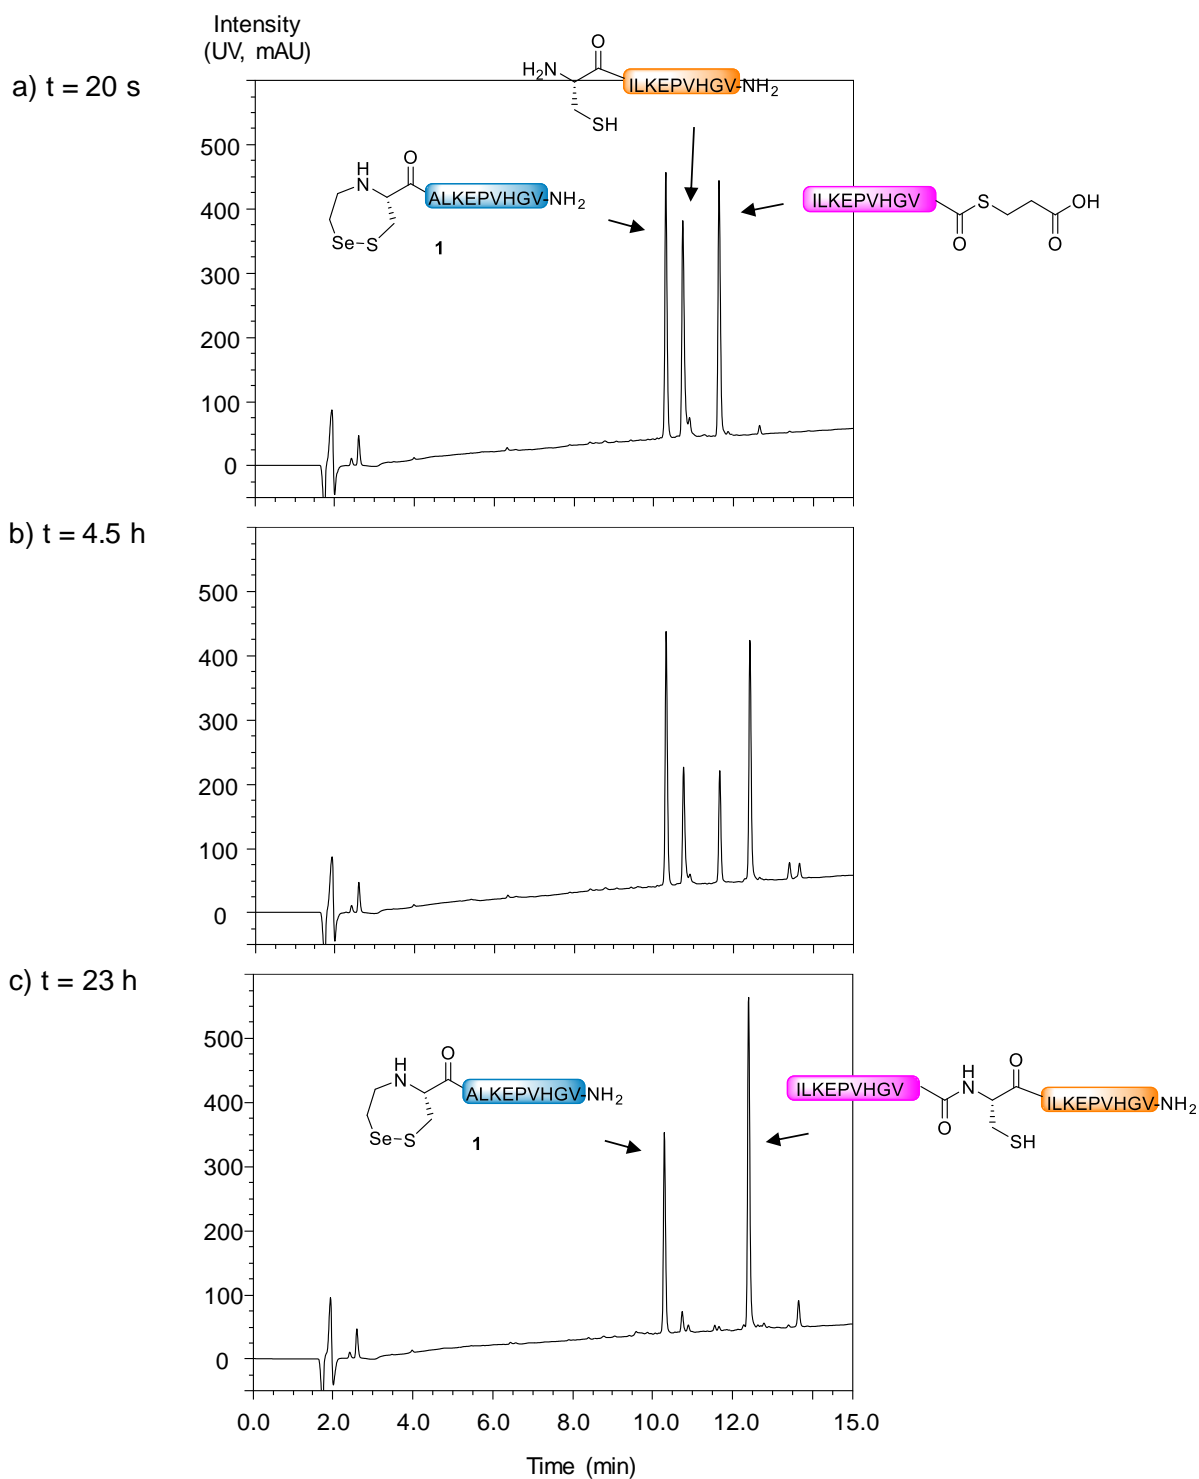 Intensity
(UV, mAU)
a) t = 20 s
O
H2N
ILKEPVHGV-NH2
SH
500
O
H
N
ALKEPVHGV-NH2
Se-S
1
ILKEPVHGV
S
OH
O
O
400
300
200
100
0
b) t = 4.5 h
500
400
300
200
100
0
c) t = 23 h
500
O
H
N
ALKEPVHGV-NH2
Se-S
1
ILKEPVHGV
H
N
O
O
SH
ILKEPVHGV-NH2
400
300
200
100
0
0.0 2.0 4.0 6.0 8.0 10.0 12.0 15.0
Time (min)